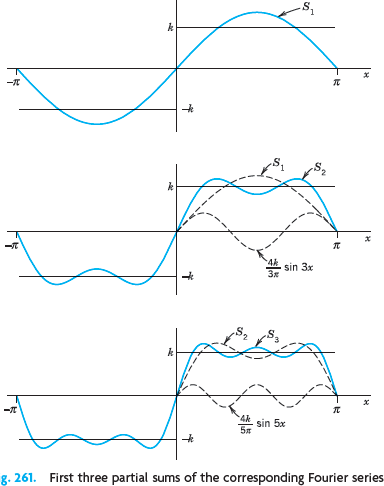 S₁
k
−π
π
x
−k
S₁
S₂
k
−π
π
x
−k
4k/3π sin 3x
S₂
S₃
k
−π
π
x
−k
4k/5π sin 5x
g. 261. First three partial sums of the corresponding Fourier series